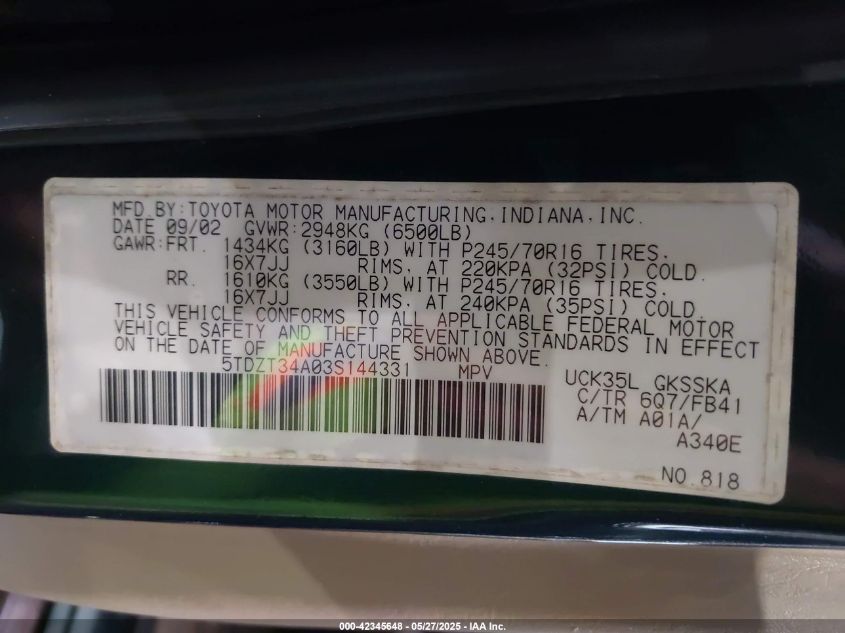 MFD.BY:TOYOTA MOTOR MANUFACTURING.INDIANA.INC.
DATE 09/02 GVWR:2948KG (6500LB)
GAWR:FRT. 1434KG (3160LB) WITH P245/70R16 TIRES.
16X7JJ RIMS. AT 220KPA (32PSI) COLD.
RR. 1610KG (3550LB) WITH P245/70R16 TIRES.
16X7JJ RIMS. AT 240KPA (35PSI) COLD.
THIS VEHICLE CONFORMS TO ALL APPLICABLE FEDERAL MOTOR
VEHICLE SAFETY AND THEFT PREVENTION STANDARDS IN EFFECT
ON THE DATE OF MANUFACTURE SHOWN ABOVE.
5TDZT34A03S144331 MPV
UCK35L GKSSKA
C/TR 6Q7/FB41
A/TM A01A/
A340E
NO.818
000-42345648 - 05/27/2025 - IAA Inc.